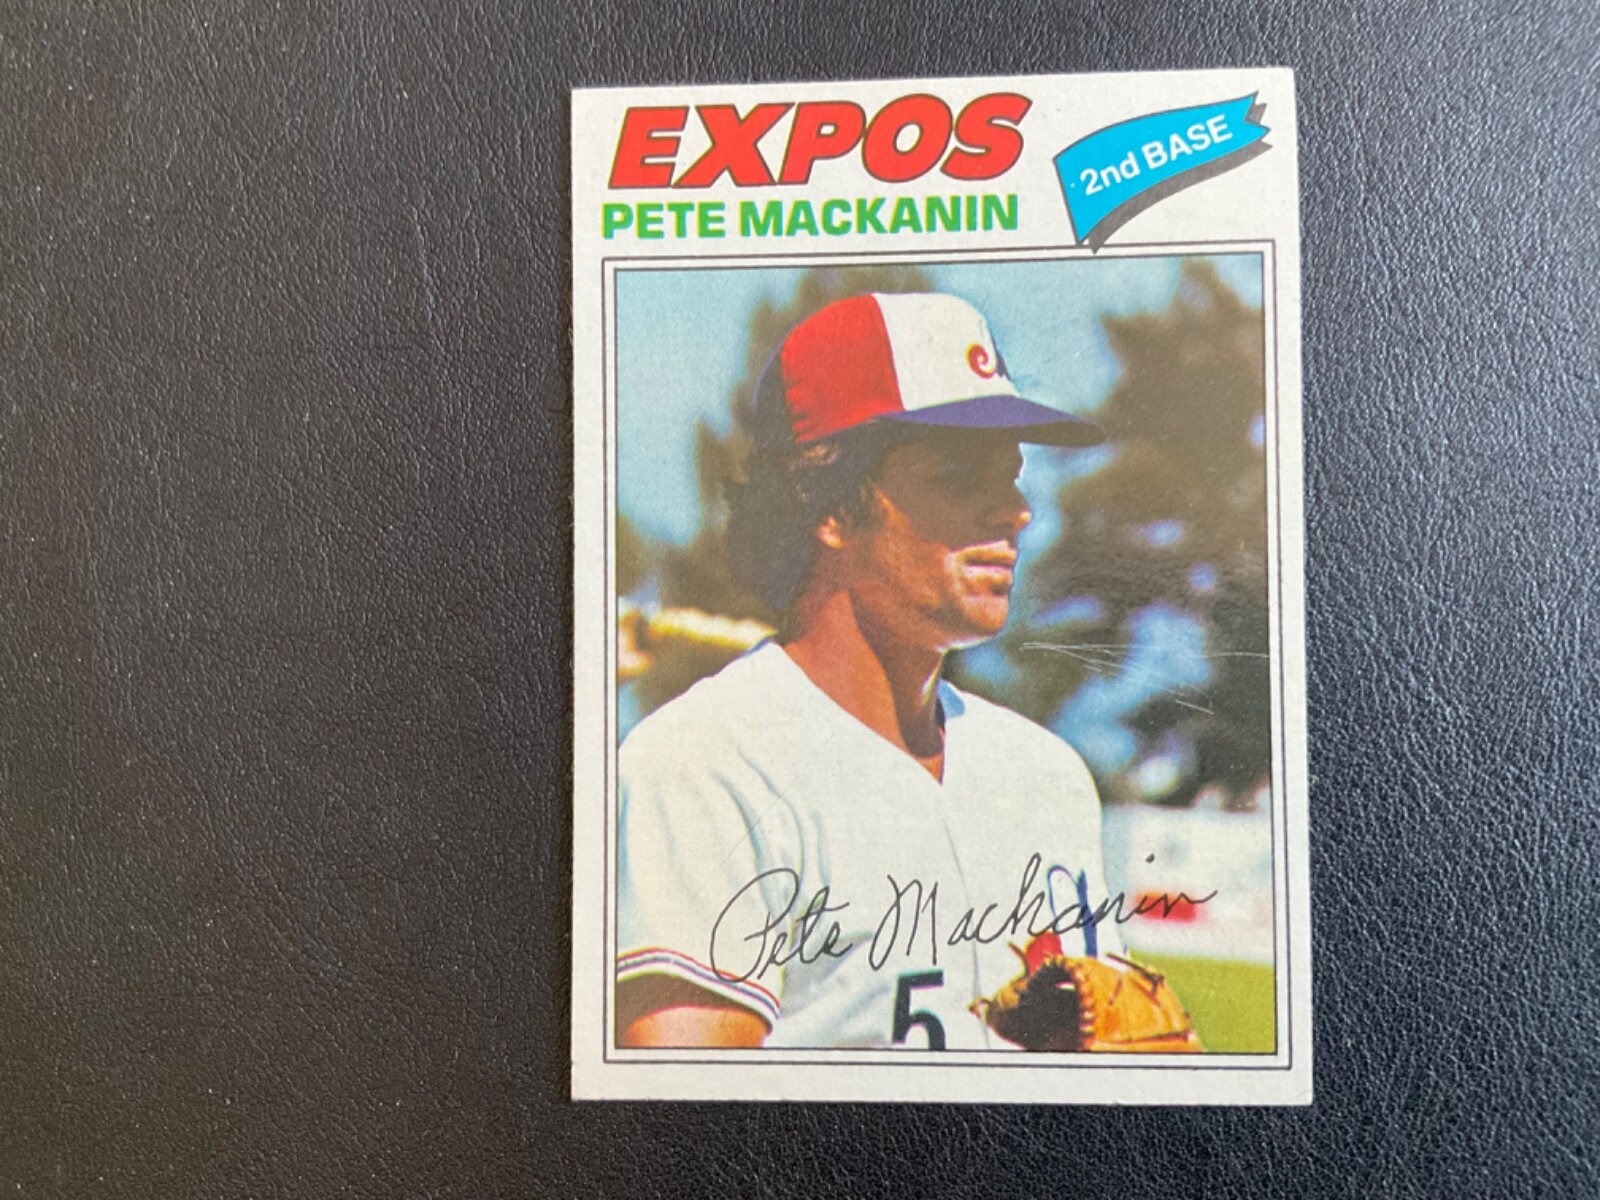 EXPOS
2nd BASE
PETE MACKANIN
Pete Mackanin
5